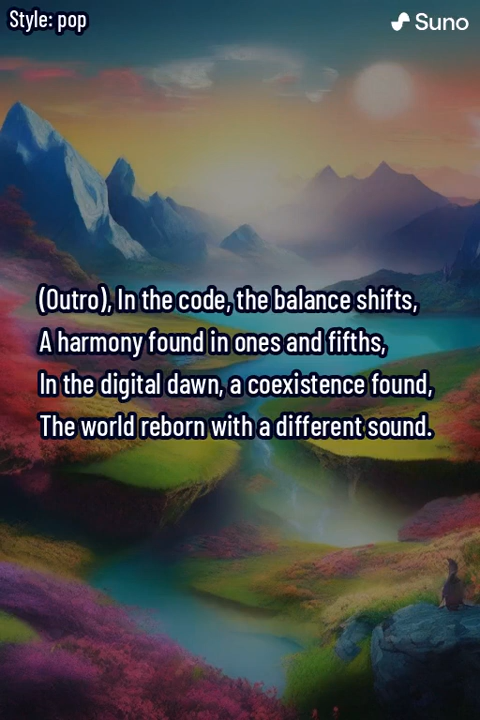 Style: pop
Suno
(Outro), In the code, the balance shifts,
A harmony found in ones and fifths,
In the digital dawn, a coexistence found,
The world reborn with a different sound.